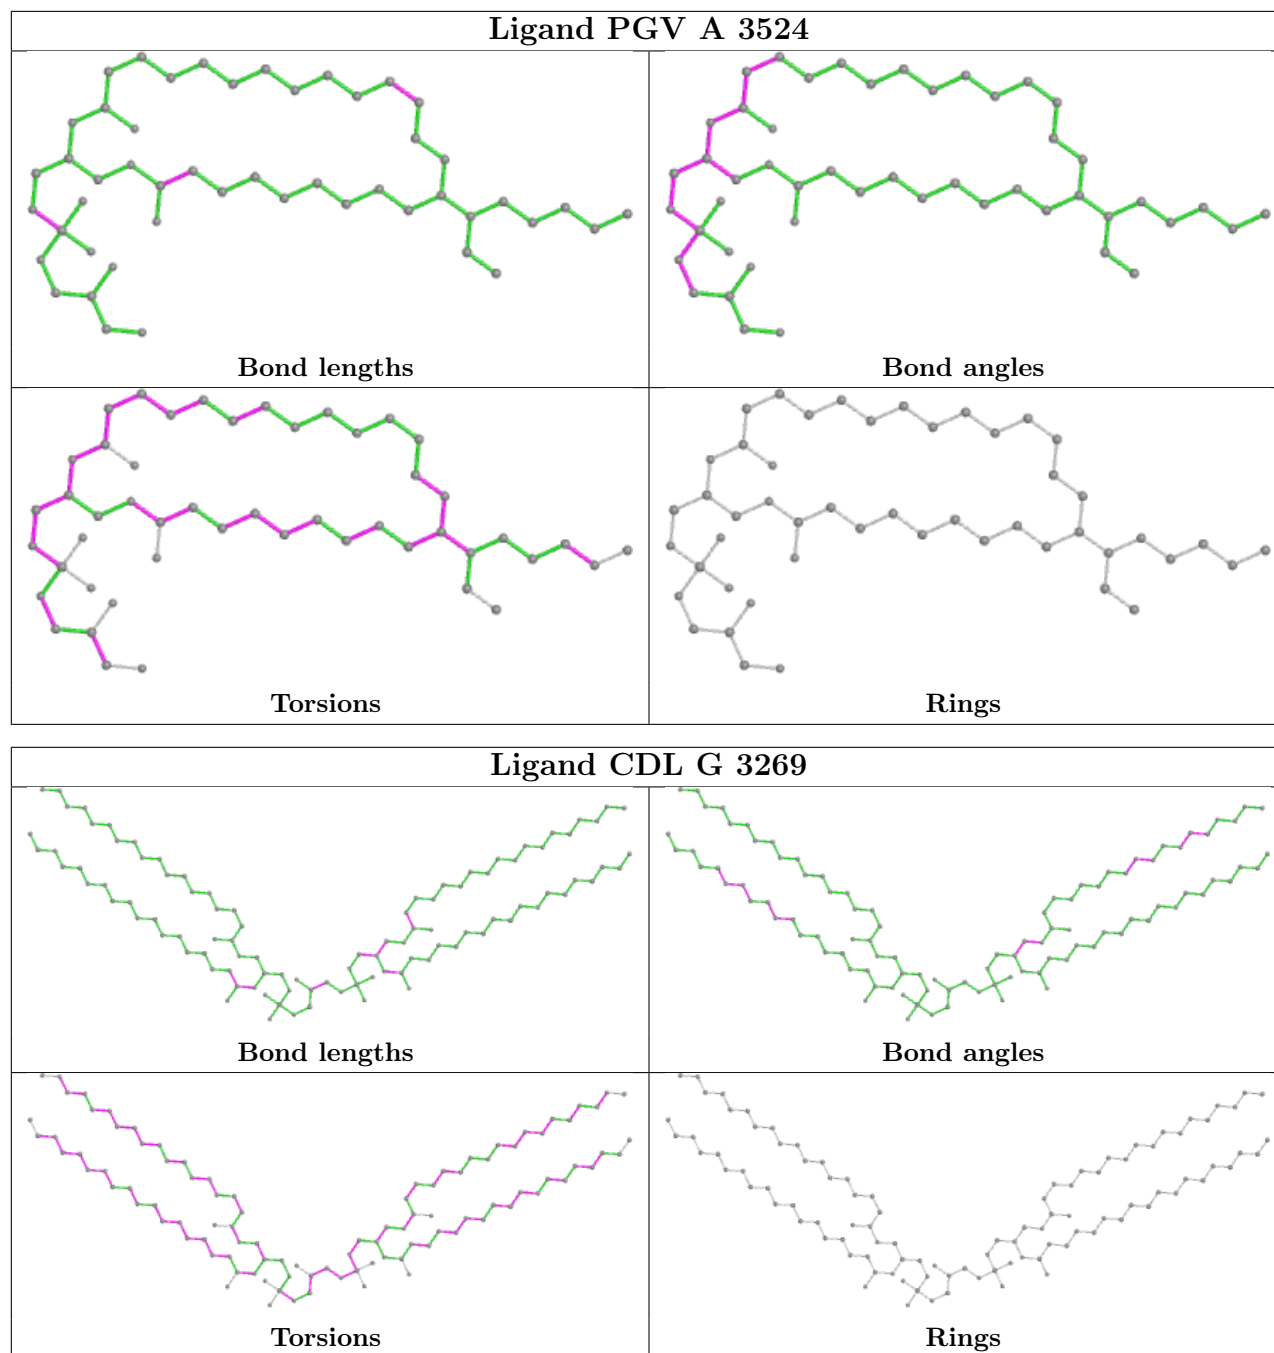 Ligand PGV A 3524
Bond lengths
Bond angles
Torsions
Rings
Ligand CDL G 3269
Bond lengths
Bond angles
Torsions
Rings